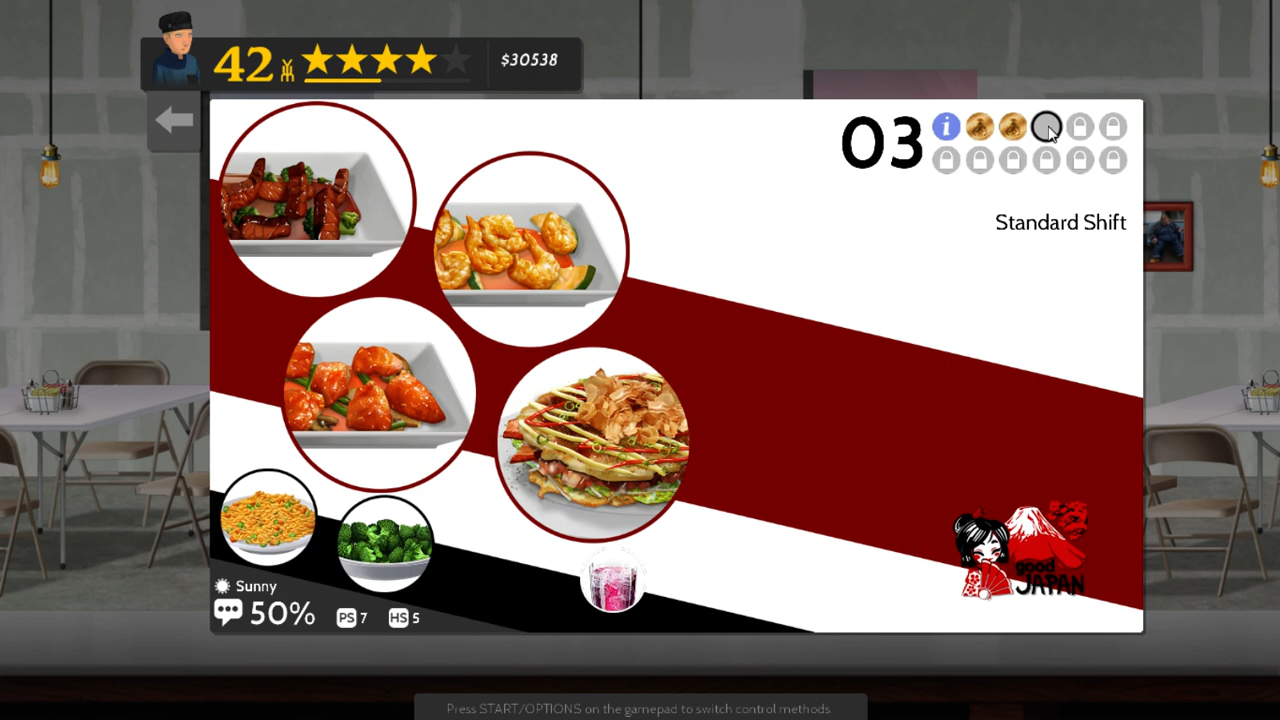 42
$30538
03
i
Standard Shift
good
JAPAN
Sunny
50% PS 7 HS 5
Press START/OPTIONS on the gamepad to switch control methods.